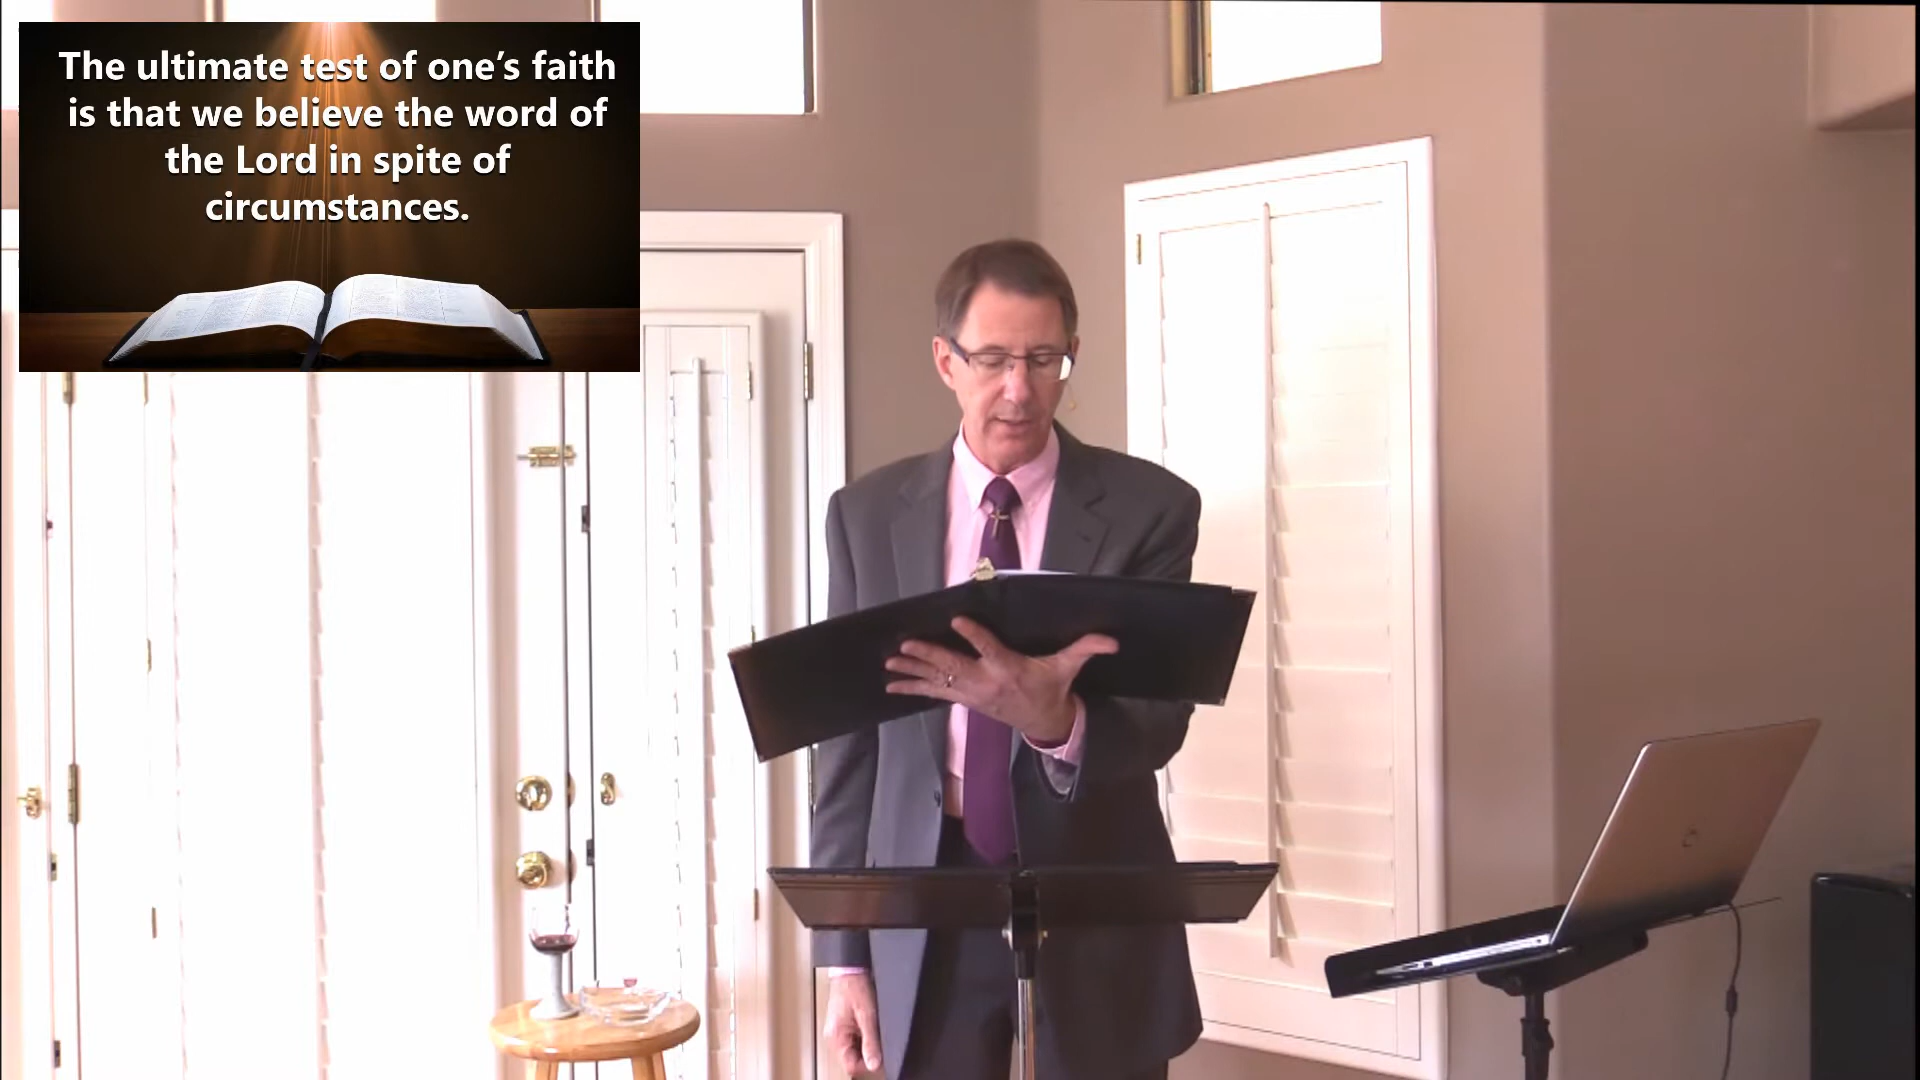 The ultimate test of one’s faith
is that we believe the word of
the Lord in spite of
circumstances.